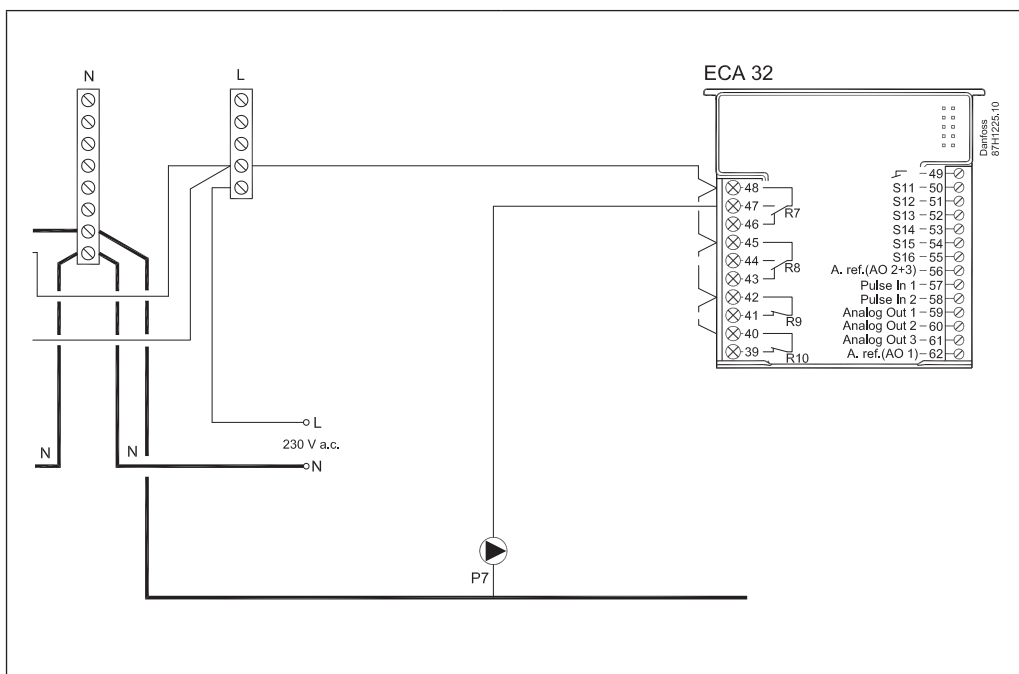 N
L
ECA 32
Danfoss
87H1225.10
48
47
R7
46
45
44
R8
43
42
41
R9
40
39
R10
49
S11 50
S12 51
S13 52
S14 53
S15 54
S16 55
A. ref.(AO 2+3) 56
Pulse In 1 57
Pulse In 2 58
Analog Out 1 59
Analog Out 2 60
Analog Out 3 61
A. ref.(AO 1) 62
L
230 V a.c.
N
N
N
P7